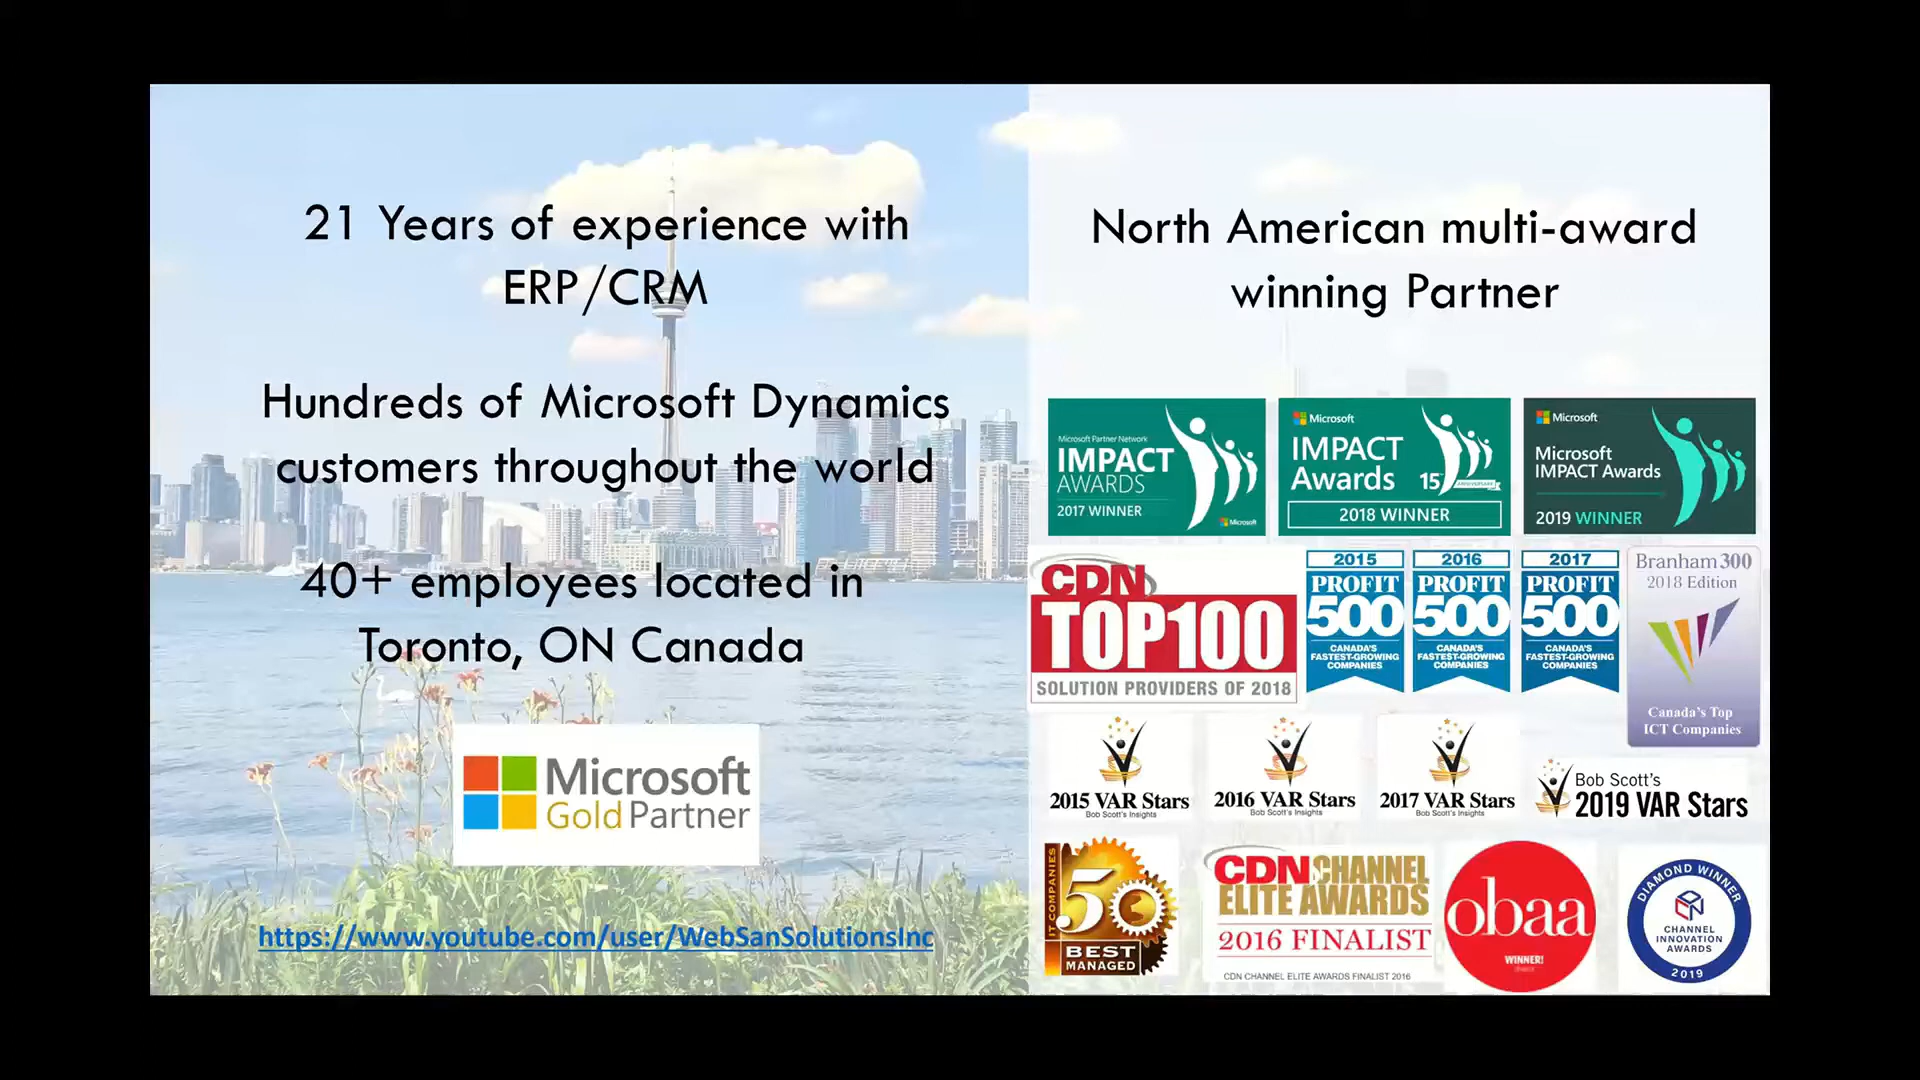 21 Years of experience with
ERP/CRM
Hundreds of Microsoft Dynamics
customers throughout the world
40+ employees located in
Toronto, ON Canada
Microsoft
Gold Partner
https://www.youtube.com/user/WebSanSolutionsInc
North American multi-award
winning Partner
Microsoft Partner Network
IMPACT
AWARDS
2017 WINNER
Microsoft
Microsoft
IMPACT
Awards
15
ANNIVERSARY
2018 WINNER
Microsoft
Microsoft
IMPACT Awards
2019 WINNER
CDN
TOP100
SOLUTION PROVIDERS OF 2018
2015
PROFIT
500
CANADA'S
FASTEST-GROWING
COMPANIES
2016
PROFIT
500
CANADA'S
FASTEST-GROWING
COMPANIES
2017
PROFIT
500
CANADA'S
FASTEST-GROWING
COMPANIES
Branham300
2018 Edition
Canada's Top
ICT Companies
2015 VAR Stars
Bob Scott's Insights
2016 VAR Stars
Bob Scott's Insights
2017 VAR Stars
Bob Scott's Insights
Bob Scott's
2019 VAR Stars
IT COMPANIES
50
BEST
MANAGED
CDN CHANNEL
ELITE AWARDS
2016 FINALIST
CDN CHANNEL ELITE AWARDS FINALIST 2016
obaa
WINNER!
DIAMOND WINNER
CHANNEL
INNOVATION
AWARDS
2019